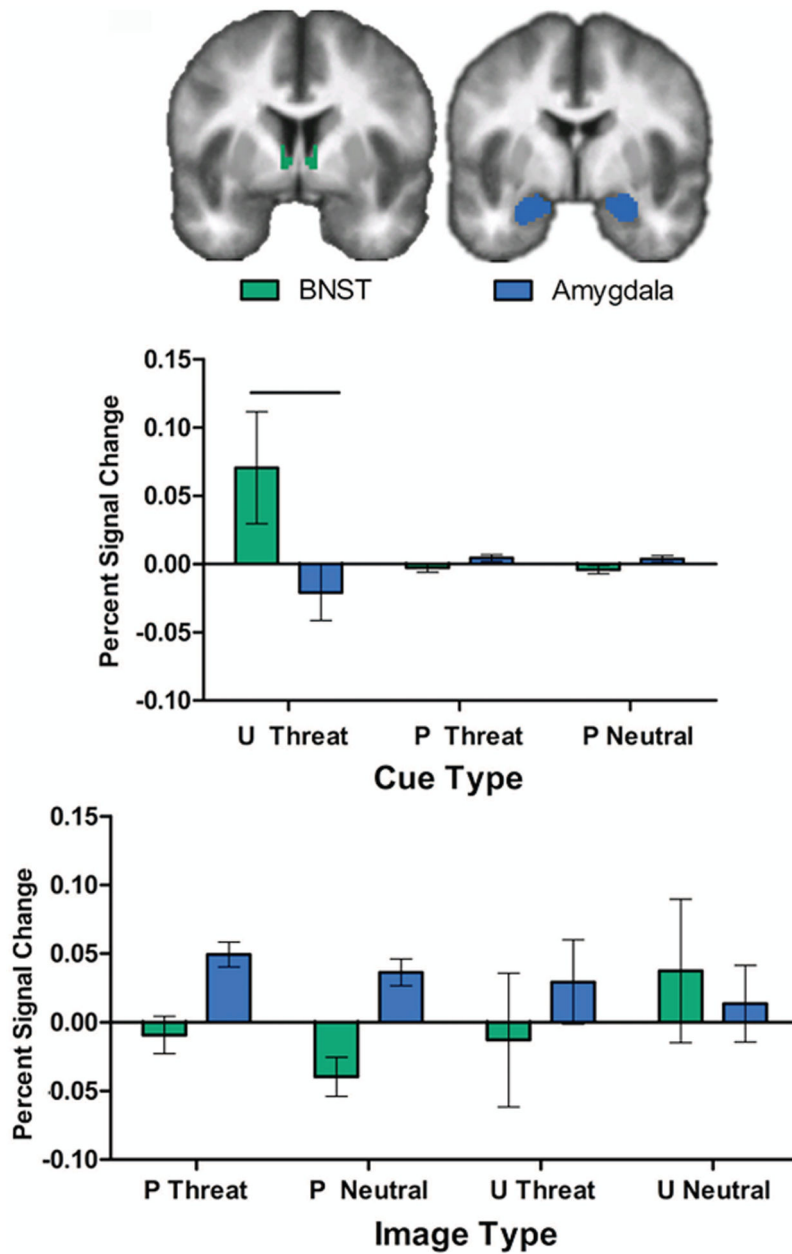 BNST Amygdala
Percent Signal Change
0.15
0.10
0.05
0.00
-0.05
-0.10
U Threat P Threat P Neutral
Cue Type
Percent Signal Change
0.15
0.10
0.05
0.00
-0.05
-0.10
P Threat P Neutral U Threat U Neutral
Image Type